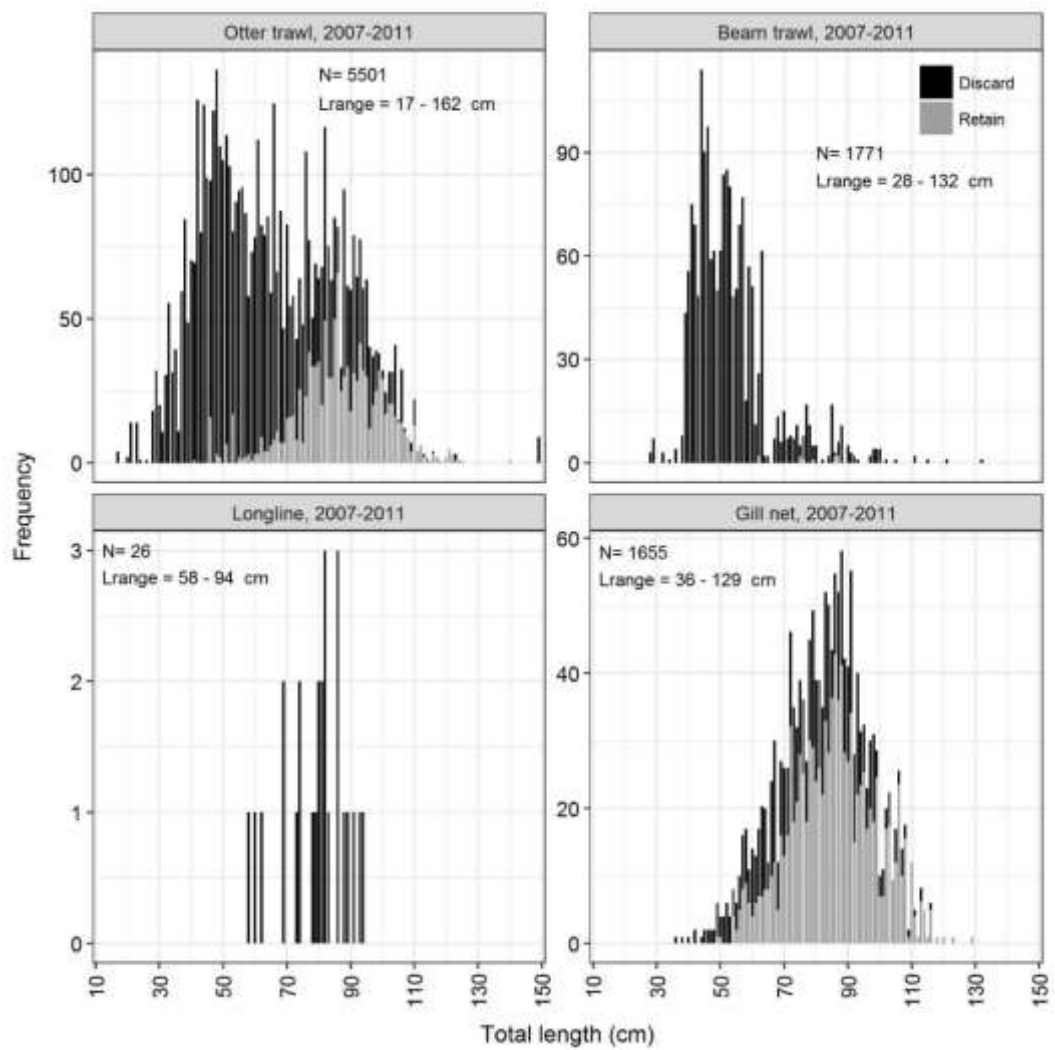 Otter trawl, 2007-2011
N= 5501
Lrange = 17 - 162 cm
100
50
0
Beam trawl, 2007-2011
Discard
Retain
N= 1771
Lrange = 28 - 132 cm
90
60
30
0
Frequency
Longline, 2007-2011
N= 26
Lrange = 58 - 94 cm
3
2
1
0
Gill net, 2007-2011
N= 1655
Lrange = 36 - 129 cm
60
40
20
0
10 30 50 70 90 110 130 150
10 30 50 70 90 110 130 150
Total length (cm)